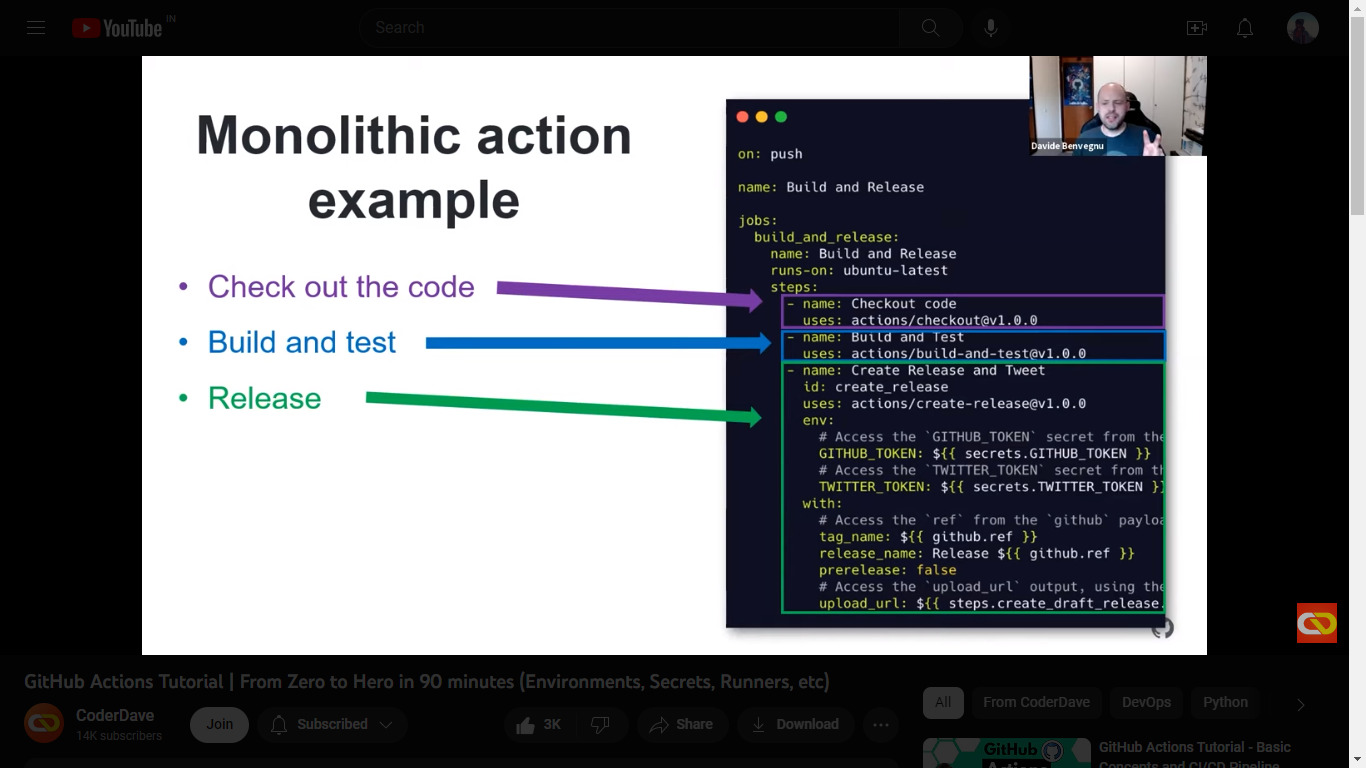 YouTube IN
Search
Monolithic action
example
• Check out the code
• Build and test
• Release
Davide Benvegnu
on: push
name: Build and Release
jobs:
build_and_release:
name: Build and Release
runs-on: ubuntu-latest
steps:
- name: Checkout code
uses: actions/checkout@v1.0.0
- name: Build and Test
uses: actions/build-and-test@v1.0.0
- name: Create Release and Tweet
id: create_release
uses: actions/create-release@v1.0.0
env:
# Access the `GITHUB_TOKEN` secret from the
GITHUB_TOKEN: ${{ secrets.GITHUB_TOKEN }}
# Access the `TWITTER_TOKEN` secret from th
TWITTER_TOKEN: ${{ secrets.TWITTER_TOKEN }}
with:
# Access the `ref` from the `github` payloa
tag_name: ${{ github.ref }}
release_name: Release ${{ github.ref }}
prerelease: false
# Access the `upload_url` output, using the
upload_url: ${{ steps.create_draft_release.
GitHub Actions Tutorial | From Zero to Hero in 90 minutes (Environments, Secrets, Runners, etc)
CoderDave
14K subscribers
Join
Subscribed
3K
Share
Download
All
From CoderDave
DevOps
Python
GitHub
Actions
GitHub Actions Tutorial - Basic
Concepts and CI/CD Pipeline